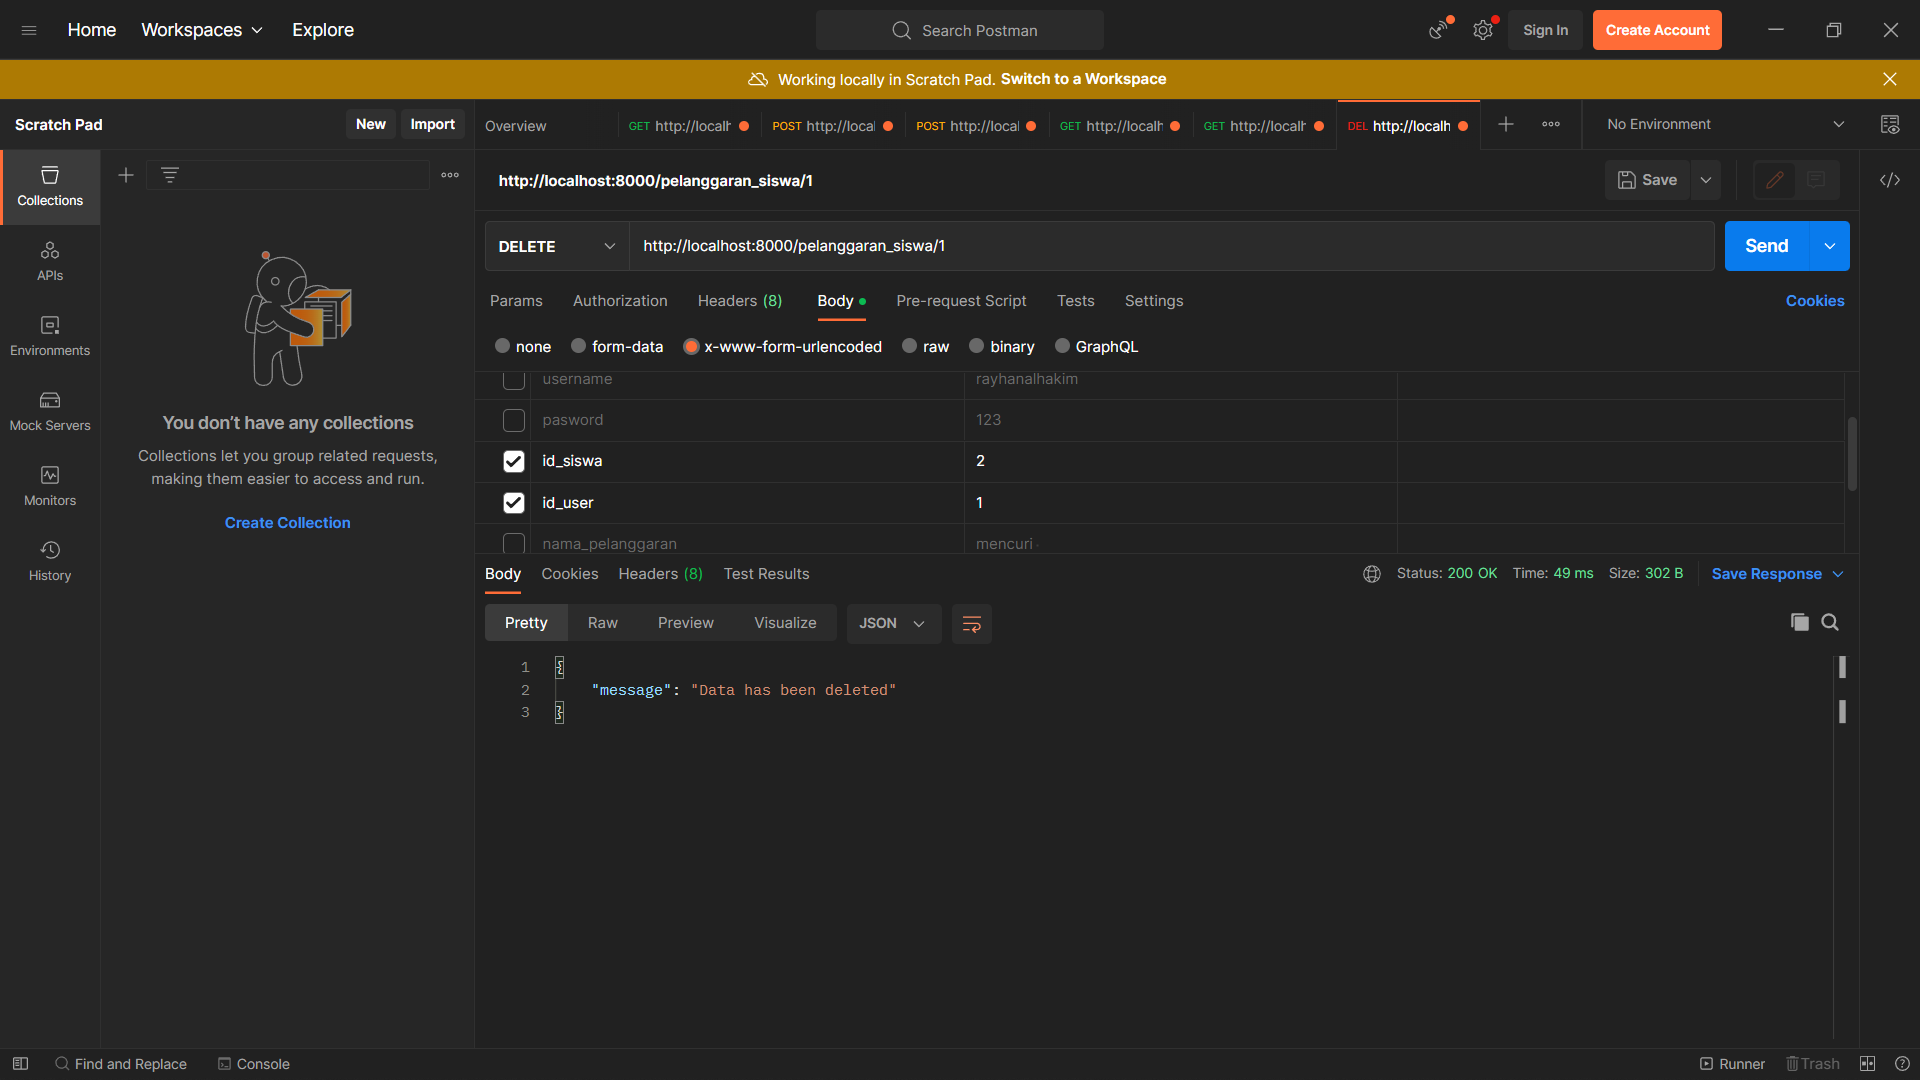 Home
Workspaces
Explore
Search Postman
Sign In
Create Account
Working locally in Scratch Pad. Switch to a Workspace
Scratch Pad
New
Import
Overview
GET http://localh
POST http://local
POST http://local
GET http://localh
GET http://localh
DEL http://localh
No Environment
Collections
APIs
Environments
Mock Servers
Monitors
History
You don’t have any collections
Collections let you group related requests,
making them easier to access and run.
Create Collection
http://localhost:8000/pelanggaran_siswa/1
Save
DELETE
http://localhost:8000/pelanggaran_siswa/1
Send
Params
Authorization
Headers (8)
Body
Pre-request Script
Tests
Settings
Cookies
none
form-data
x-www-form-urlencoded
raw
binary
GraphQL
username
rayhanalhakim
pasword
123
id_siswa
2
id_user
1
nama_pelanggaran
mencuri
Body
Cookies
Headers (8)
Test Results
Status: 200 OK
Time: 49 ms
Size: 302 B
Save Response
Pretty
Raw
Preview
Visualize
JSON
1 {
2 "message": "Data has been deleted"
3 }
Find and Replace
Console
Runner
Trash